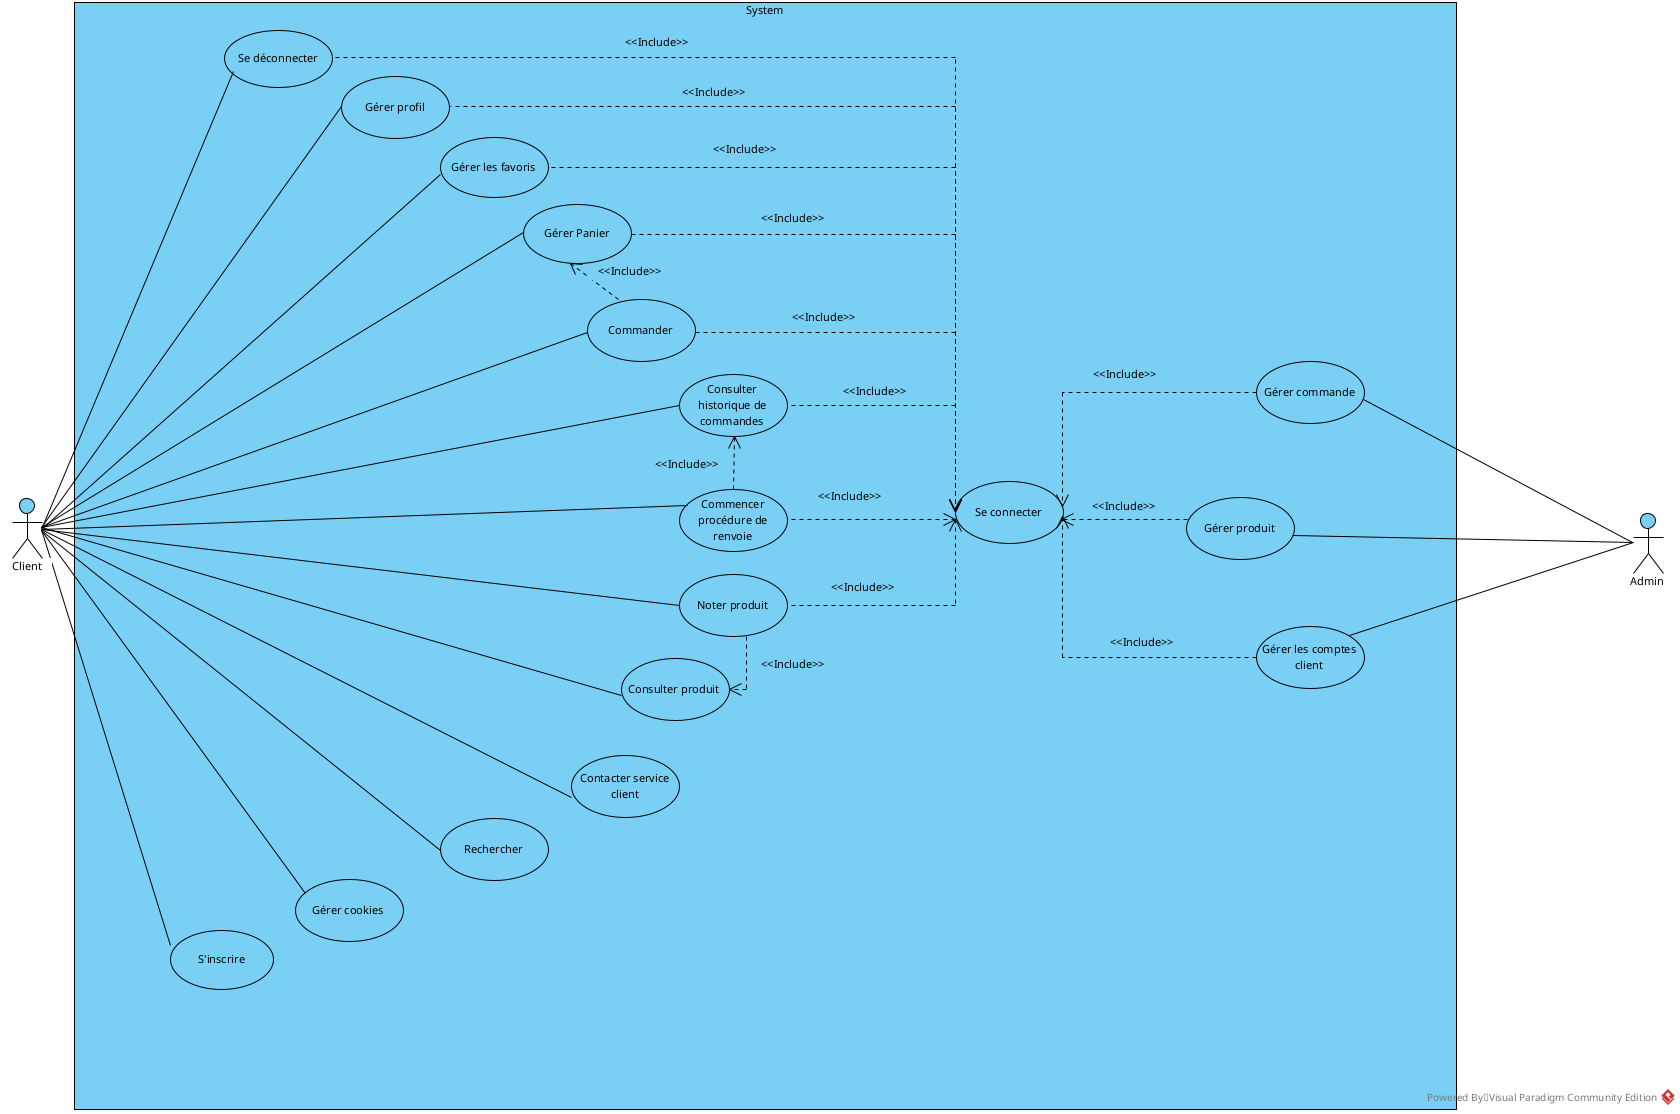 System
<<Include>>
Se déconnecter
<<Include>>
Gérer profil
<<Include>>
Gérer les favoris
<<Include>>
Gérer Panier
<<Include>>
<<Include>>
Commander
<<Include>>
Consulter
historique de
commandes
<<Include>>
Gérer commande
<<Include>>
<<Include>>
Commencer
procédure de
renvoie
Se connecter
<<Include>>
Gérer produit
Client
Admin
<<Include>>
Noter produit
<<Include>>
Consulter produit
<<Include>>
Gérer les comptes
client
Contacter service
client
Rechercher
Gérer cookies
S'inscrire
Powered By Visual Paradigm Community Edition